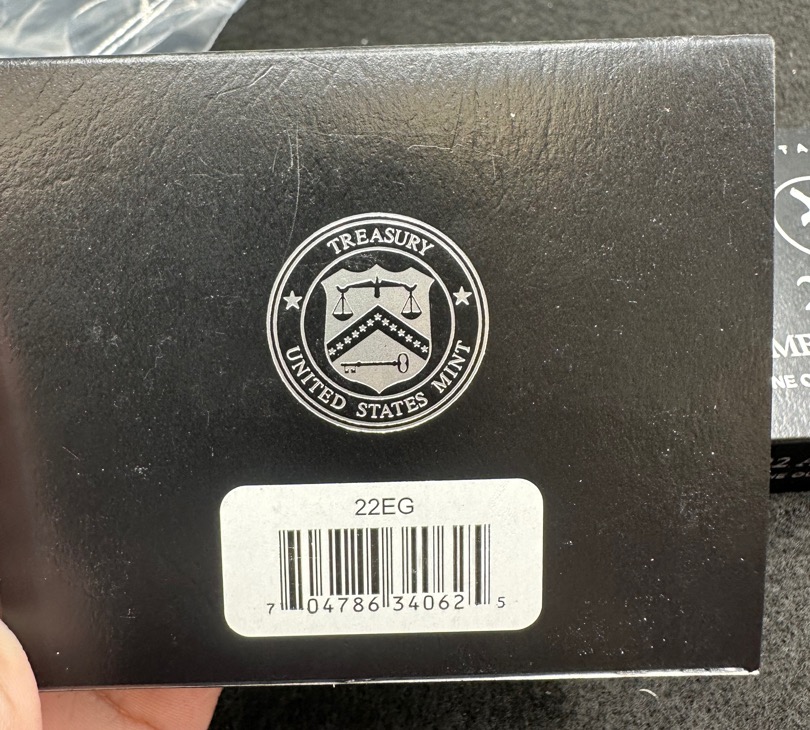 TREASURY
UNITED STATES MINT
22EG
7 04786 34062 5